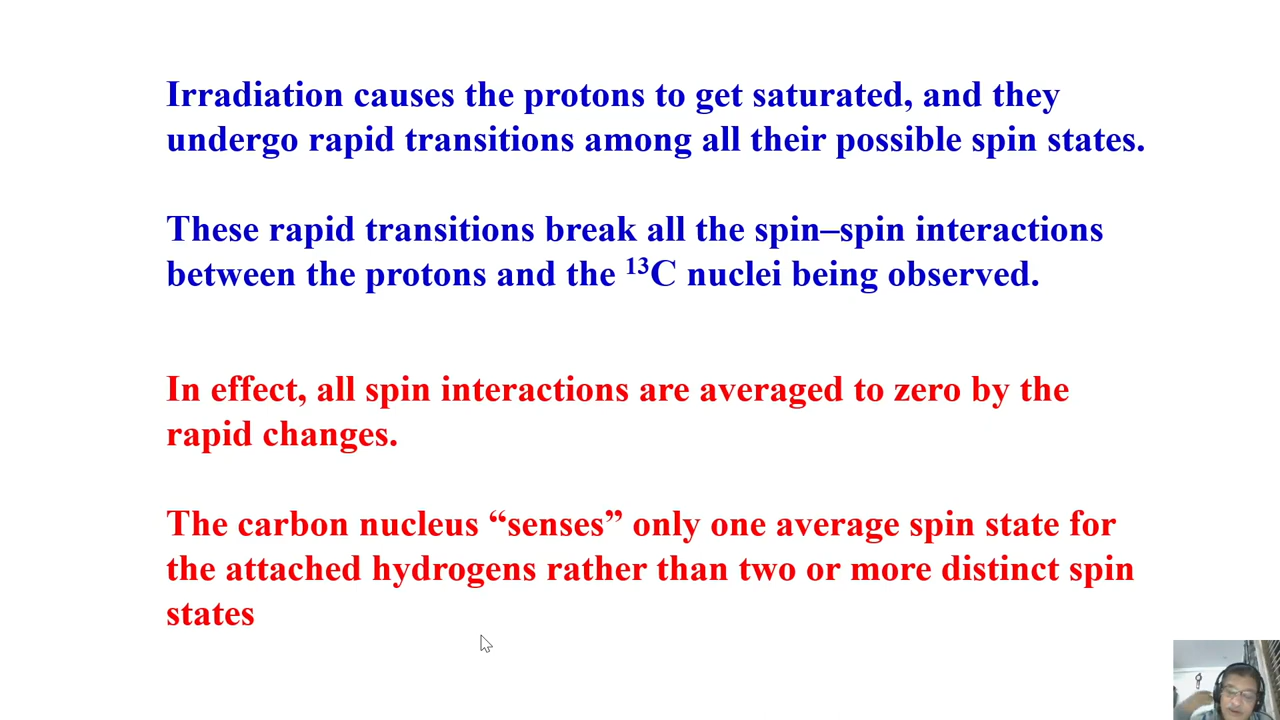 Irradiation causes the protons to get saturated, and they
undergo rapid transitions among all their possible spin states.
These rapid transitions break all the spin–spin interactions
between the protons and the ¹³C nuclei being observed.
In effect, all spin interactions are averaged to zero by the
rapid changes.
The carbon nucleus “senses” only one average spin state for
the attached hydrogens rather than two or more distinct spin
states